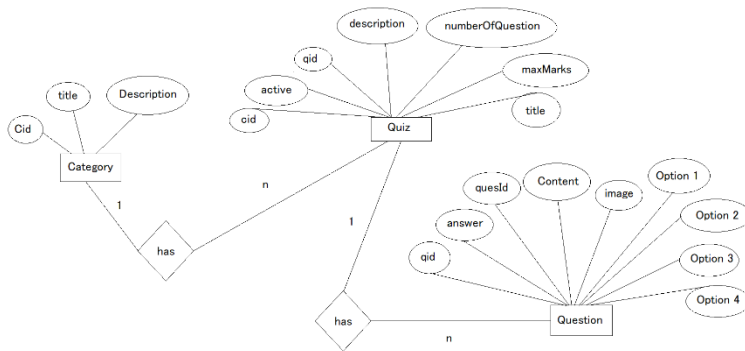 description
numberOfQuestion
qid
maxMarks
title
Description
active
title
cid
Cid
Quiz
Category
n
1
1
has
quesId
Content
image
Option 1
Option 2
answer
qid
Option 3
Option 4
has
Question
n